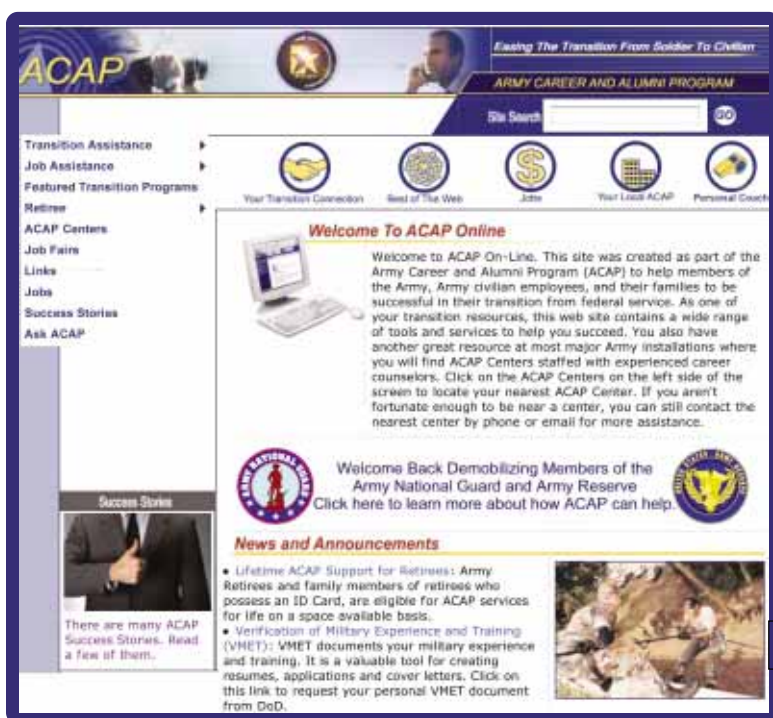 ACAP
Easing The Transition From Soldier To Civilian
ARMY CAREER AND ALUMNI PROGRAM
Site Search
GO
Transition Assistance
Job Assistance
Featured Transition Programs
Retiree
ACAP Centers
Job Fairs
Links
Jobs
Success Stories
Ask ACAP
Your Transition Connection
Best of The Web
Jobs
Your Local ACAP
Personal Coach
Welcome To ACAP Online
Welcome to ACAP On-Line. This site was created as part of the
Army Career and Alumni Program (ACAP) to help members of
the Army, Army civilian employees, and their families to be
successful in their transition from federal service. As one of
your transition resources, this web site contains a wide range
of tools and services to help you succeed. You also have
another great resource at most major Army installations where
you will find ACAP Centers staffed with experienced career
counselors. Click on the ACAP Centers on the left side of the
screen to locate your nearest ACAP Center. If you aren't
fortunate enough to be near a center, you can still contact the
nearest center by phone or email for more assistance.
ARMY NATIONAL GUARD
Welcome Back Demobilizing Members of the
Army National Guard and Army Reserve
Click here to learn more about how ACAP can help.
UNITED STATES ARMY RESERVE
Success Stories
There are many ACAP
Success Stories. Read
a few of them.
News and Announcements
• Lifetime ACAP Support for Retirees: Army
Retirees and family members of retirees who
possess an ID Card, are eligible for ACAP services
for life on a space available basis.
• Verification of Military Experience and Training
(VMET): VMET documents your military experience
and training. It is a valuable tool for creating
resumes, applications and cover letters. Click on
this link to request your personal VMET document
from DoD.